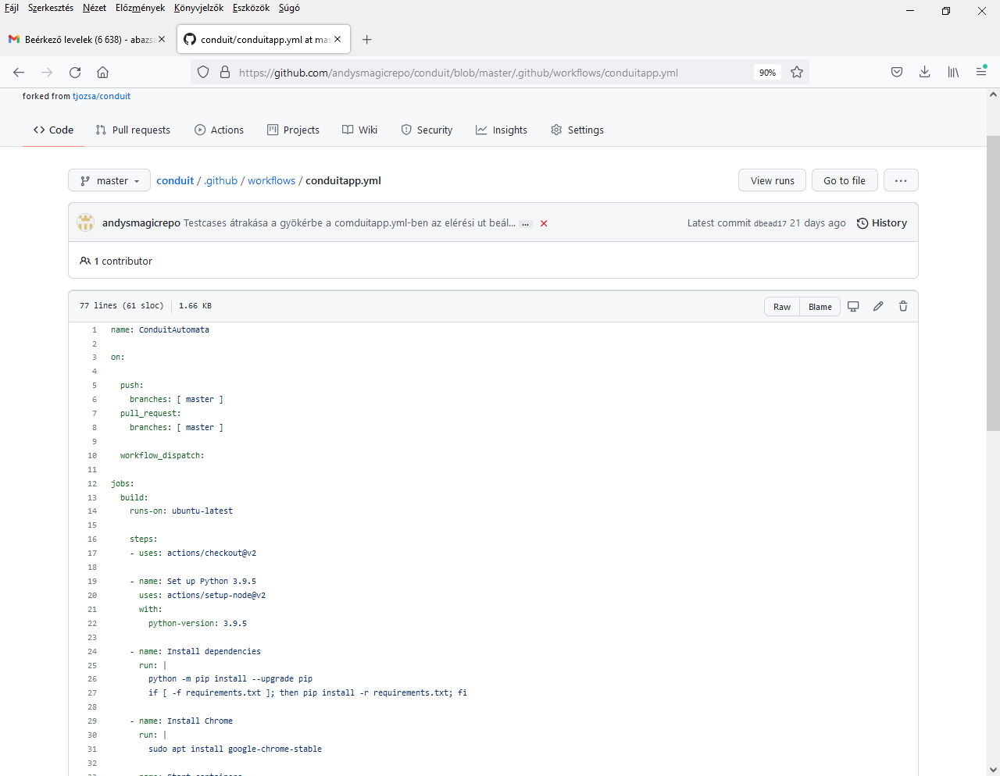 Fájl Szerkesztés Nézet Előzmények Könyvjelzők Eszközök Súgó
Beérkező levelek (6 638) - abazsa
conduit/conduitapp.yml at mas
https://github.com/andysmagicrepo/conduit/blob/master/.github/workflows/conduitapp.yml
90%
forked from tjozsa/conduit
Code Pull requests Actions Projects Wiki Security Insights Settings
master conduit / .github / workflows / conduitapp.yml View runs Go to file ...
andysmagicrepo Testcases átrakása a gyökérbe a comduitapp.yml-ben az elérési ut beál... ... Latest commit dbead17 21 days ago History
1 contributor
77 lines (61 sloc) 1.66 KB Raw Blame
1 name: ConduitAutomata
2
3 on:
4
5 push:
6 branches: [ master ]
7 pull_request:
8 branches: [ master ]
9
10 workflow_dispatch:
11
12 jobs:
13 build:
14 runs-on: ubuntu-latest
15
16 steps:
17 - uses: actions/checkout@v2
18
19 - name: Set up Python 3.9.5
20 uses: actions/setup-node@v2
21 with:
22 python-version: 3.9.5
23
24 - name: Install dependencies
25 run: |
26 python -m pip install --upgrade pip
27 if [ -f requirements.txt ]; then pip install -r requirements.txt; fi
28
29 - name: Install Chrome
30 run: |
31 sudo apt install google-chrome-stable
32